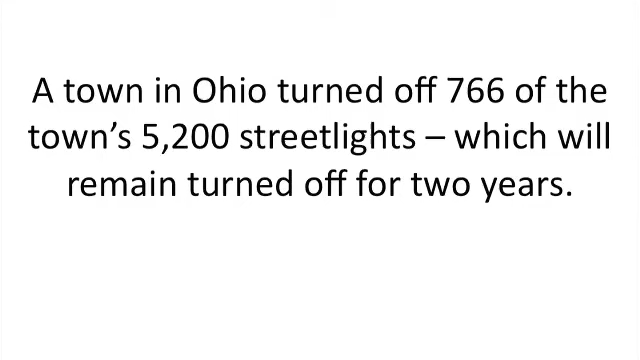 A town in Ohio turned off 766 of the
town’s 5,200 streetlights – which will
remain turned off for two years.